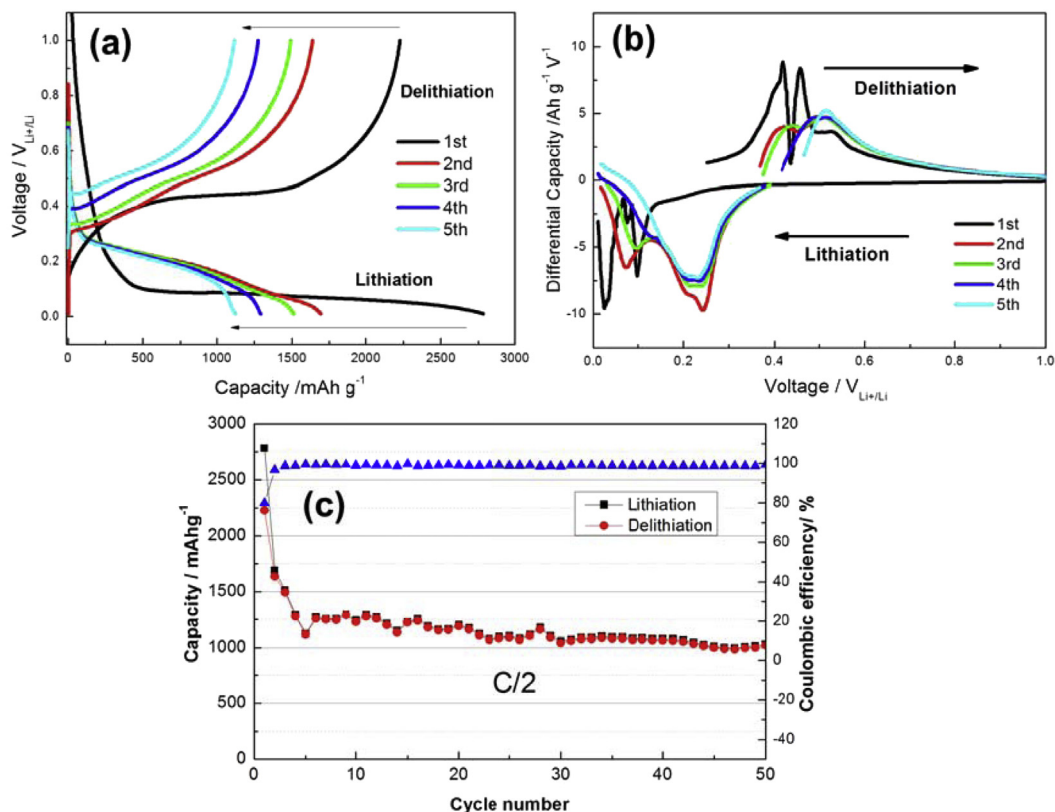 (a)
1.0
0.8
0.6
0.4
0.2
0.0
Voltage / V Li+/Li
Delithiation
1st
2nd
3rd
4th
5th
Lithiation
0 500 1000 1500 2000 2500 3000
Capacity /mAh g-1
(b)
10
5
0
-5
-10
Differential Capacity /Ah g-1 V-1
Delithiation
Lithiation
1st
2nd
3rd
4th
5th
0.0 0.2 0.4 0.6 0.8 1.0
Voltage / V Li+/Li
(c)
3000
2500
2000
1500
1000
500
0
Capacity / mAhg-1
Lithiation
Delithiation
C/2
120
100
80
60
40
20
0
-20
-40
Coulombic efficiency/ %
0 10 20 30 40 50
Cycle number